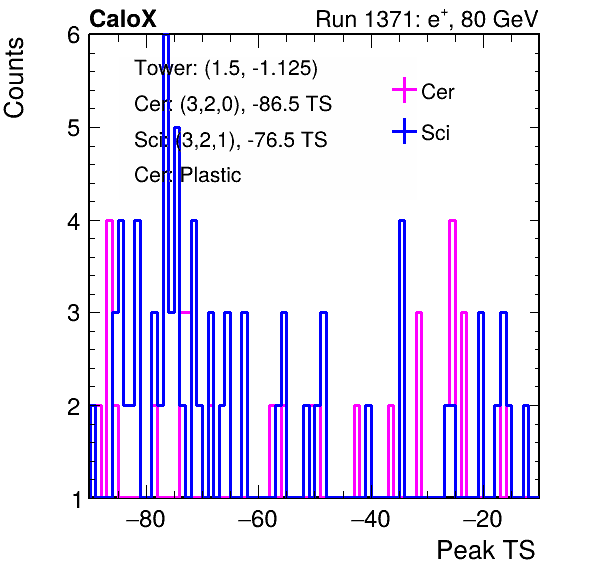 CaloX Run 1371: e+, 80 GeV
Counts
6
5
4
3
2
1
Tower: (1.5, -1.125)
Cer: (3,2,0), -86.5 TS
Sci: (3,2,1), -76.5 TS
Cer: Plastic
Cer
Sci
−80 −60 −40 −20
Peak TS